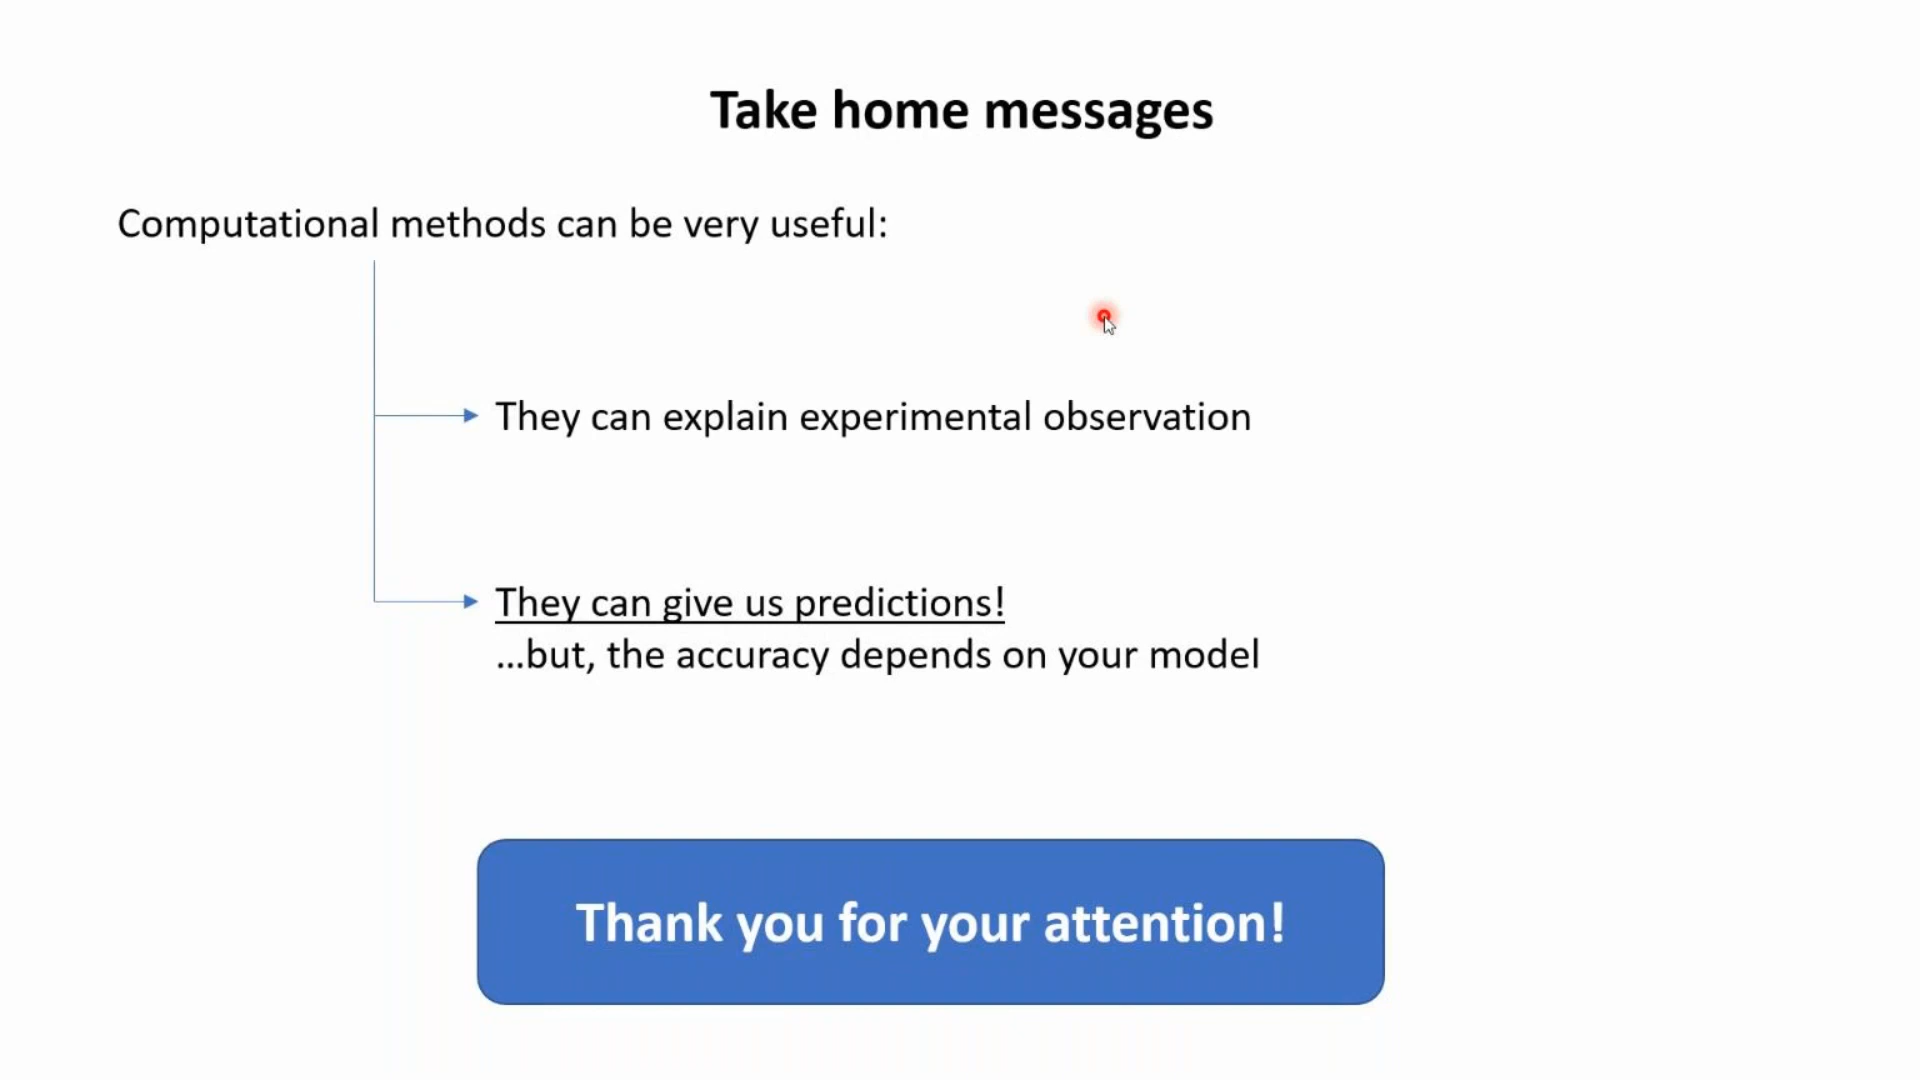 Take home messages
Computational methods can be very useful:
They can explain experimental observation
They can give us predictions!
...but, the accuracy depends on your model
Thank you for your attention!